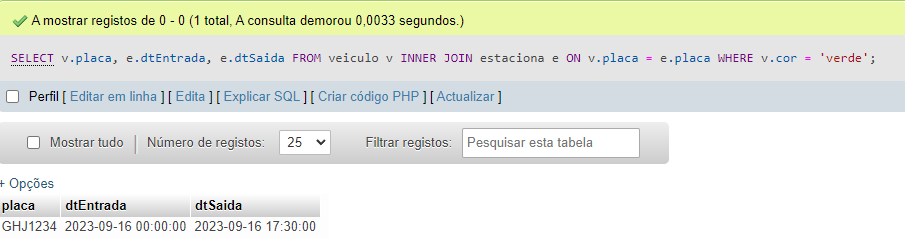 A mostrar registos de 0 - 0 (1 total, A consulta demorou 0,0033 segundos.)
SELECT v.placa, e.dtEntrada, e.dtSaida FROM veiculo v INNER JOIN estaciona e ON v.placa = e.placa WHERE v.cor = 'verde';
Perfil [ Editar em linha ] [ Edita ] [ Explicar SQL ] [ Criar código PHP ] [ Actualizar ]
Mostrar tudo Número de registos: 25 Filtrar registos: Pesquisar esta tabela
+ Opções
placa dtEntrada dtSaida
GHJ1234 2023-09-16 00:00:00 2023-09-16 17:30:00